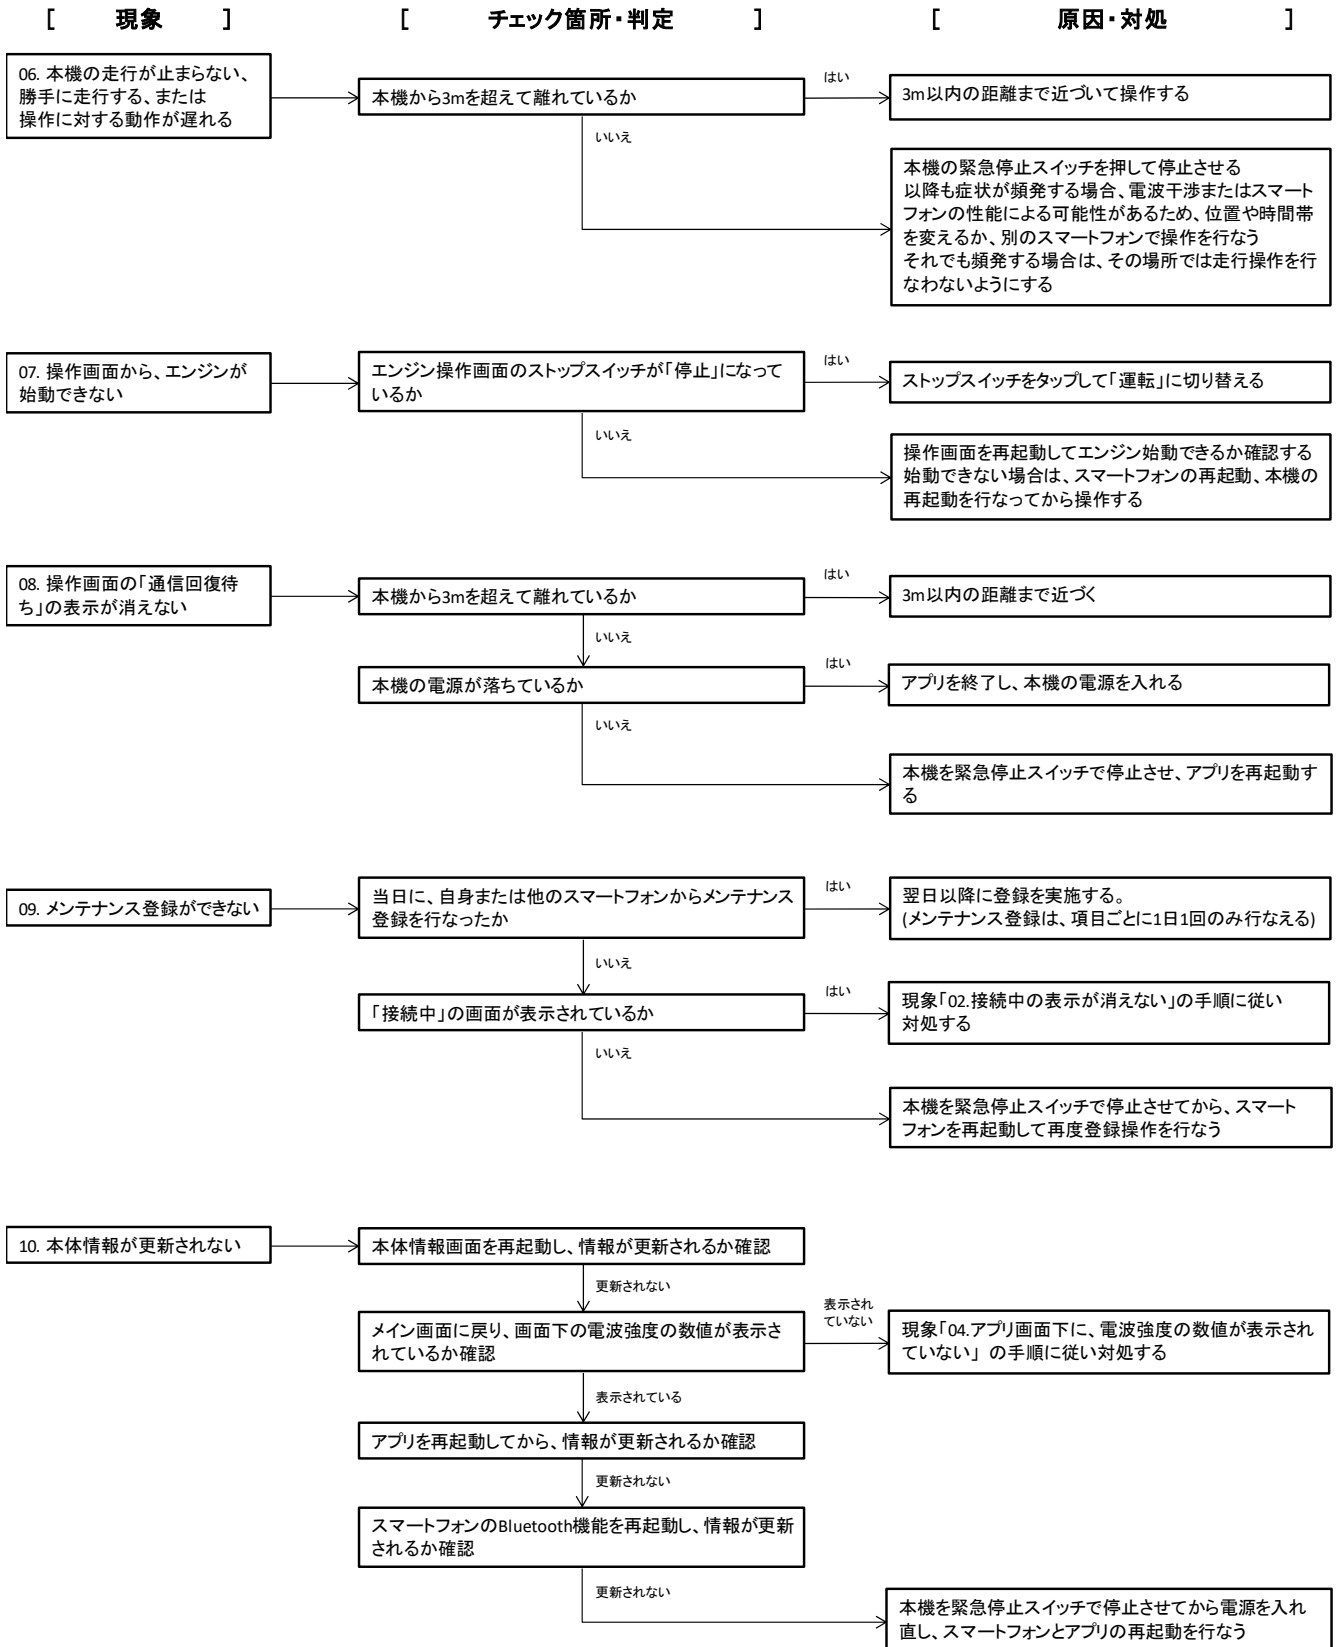 [ 現象 ]
[ チェック箇所・判定 ]
[ 原因・対処 ]
06. 本機の走行が止まらない、
勝手に走行する、または
操作に対する動作が遅れる
本機から3mを超えて離れているか
はい
3m以内の距離まで近づいて操作する
いいえ
本機の緊急停止スイッチを押して停止させる
以降も症状が頻発する場合、電波干渉またはスマート
フォンの性能による可能性があるため、位置や時間帯
を変えるか、別のスマートフォンで操作を行なう
それでも頻発する場合は、その場所では走行操作を行
なわないようにする
07. 操作画面から、エンジンが
始動できない
エンジン操作画面のストップスイッチが「停止」になって
いるか
はい
ストップスイッチをタップして「運転」に切り替える
いいえ
操作画面を再起動してエンジン始動できるか確認する
始動できない場合は、スマートフォンの再起動、本機の
再起動を行なってから操作する
08. 操作画面の「通信回復待
ち」の表示が消えない
本機から3mを超えて離れているか
はい
3m以内の距離まで近づく
いいえ
本機の電源が落ちているか
はい
アプリを終了し、本機の電源を入れる
いいえ
本機を緊急停止スイッチで停止させ、アプリを再起動す
る
09. メンテナンス登録ができない
当日に、自身または他のスマートフォンからメンテナンス
登録を行なったか
はい
翌日以降に登録を実施する。
(メンテナンス登録は、項目ごとに1日1回のみ行なえる)
いいえ
「接続中」の画面が表示されているか
はい
現象「02.接続中の表示が消えない」の手順に従い
対処する
いいえ
本機を緊急停止スイッチで停止させてから、スマート
フォンを再起動して再度登録操作を行なう
10. 本体情報が更新されない
本体情報画面を再起動し、情報が更新されるか確認
更新されない
メイン画面に戻り、画面下の電波強度の数値が表示さ
れているか確認
表示され
ていない
現象「04.アプリ画面下に、電波強度の数値が表示され
ていない」 の手順に従い対処する
表示されている
アプリを再起動してから、情報が更新されるか確認
更新されない
スマートフォンのBluetooth機能を再起動し、情報が更新
されるか確認
更新されない
本機を緊急停止スイッチで停止させてから電源を入れ
直し、スマートフォンとアプリの再起動を行なう